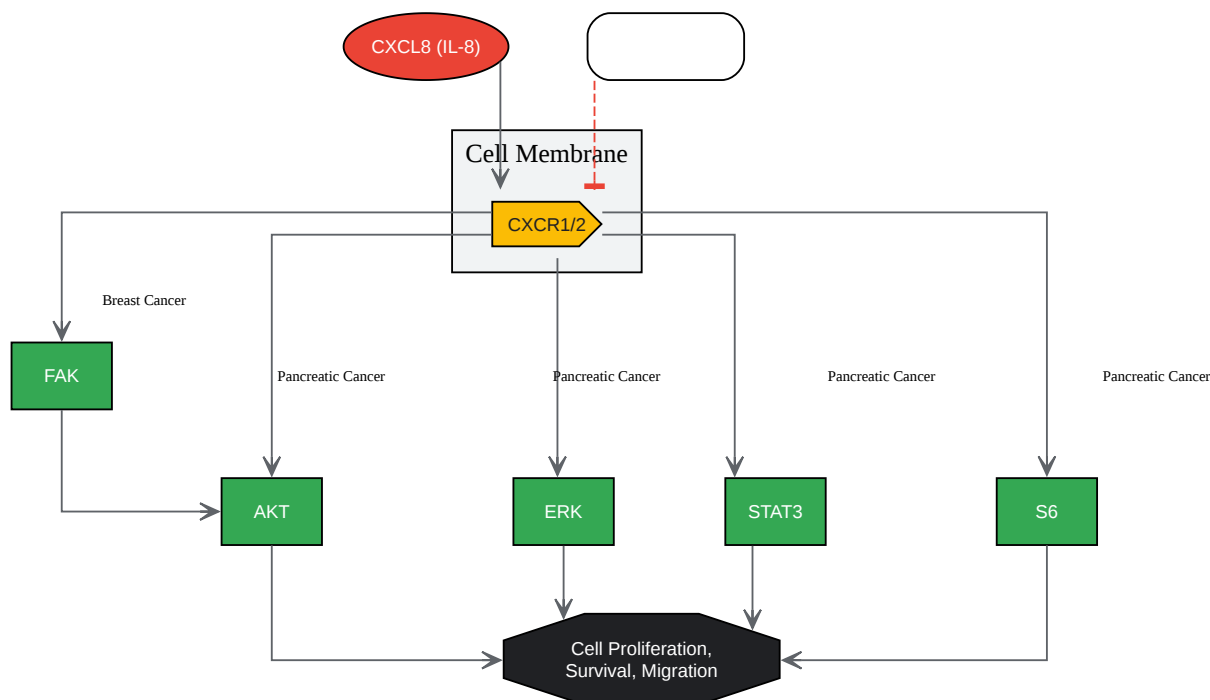 CXCL8 (IL-8)
Cell Membrane
CXCR1/2
Breast Cancer
FAK
Pancreatic Cancer
Pancreatic Cancer
Pancreatic Cancer
Pancreatic Cancer
AKT
ERK
STAT3
S6
Cell Proliferation,
Survival, Migration